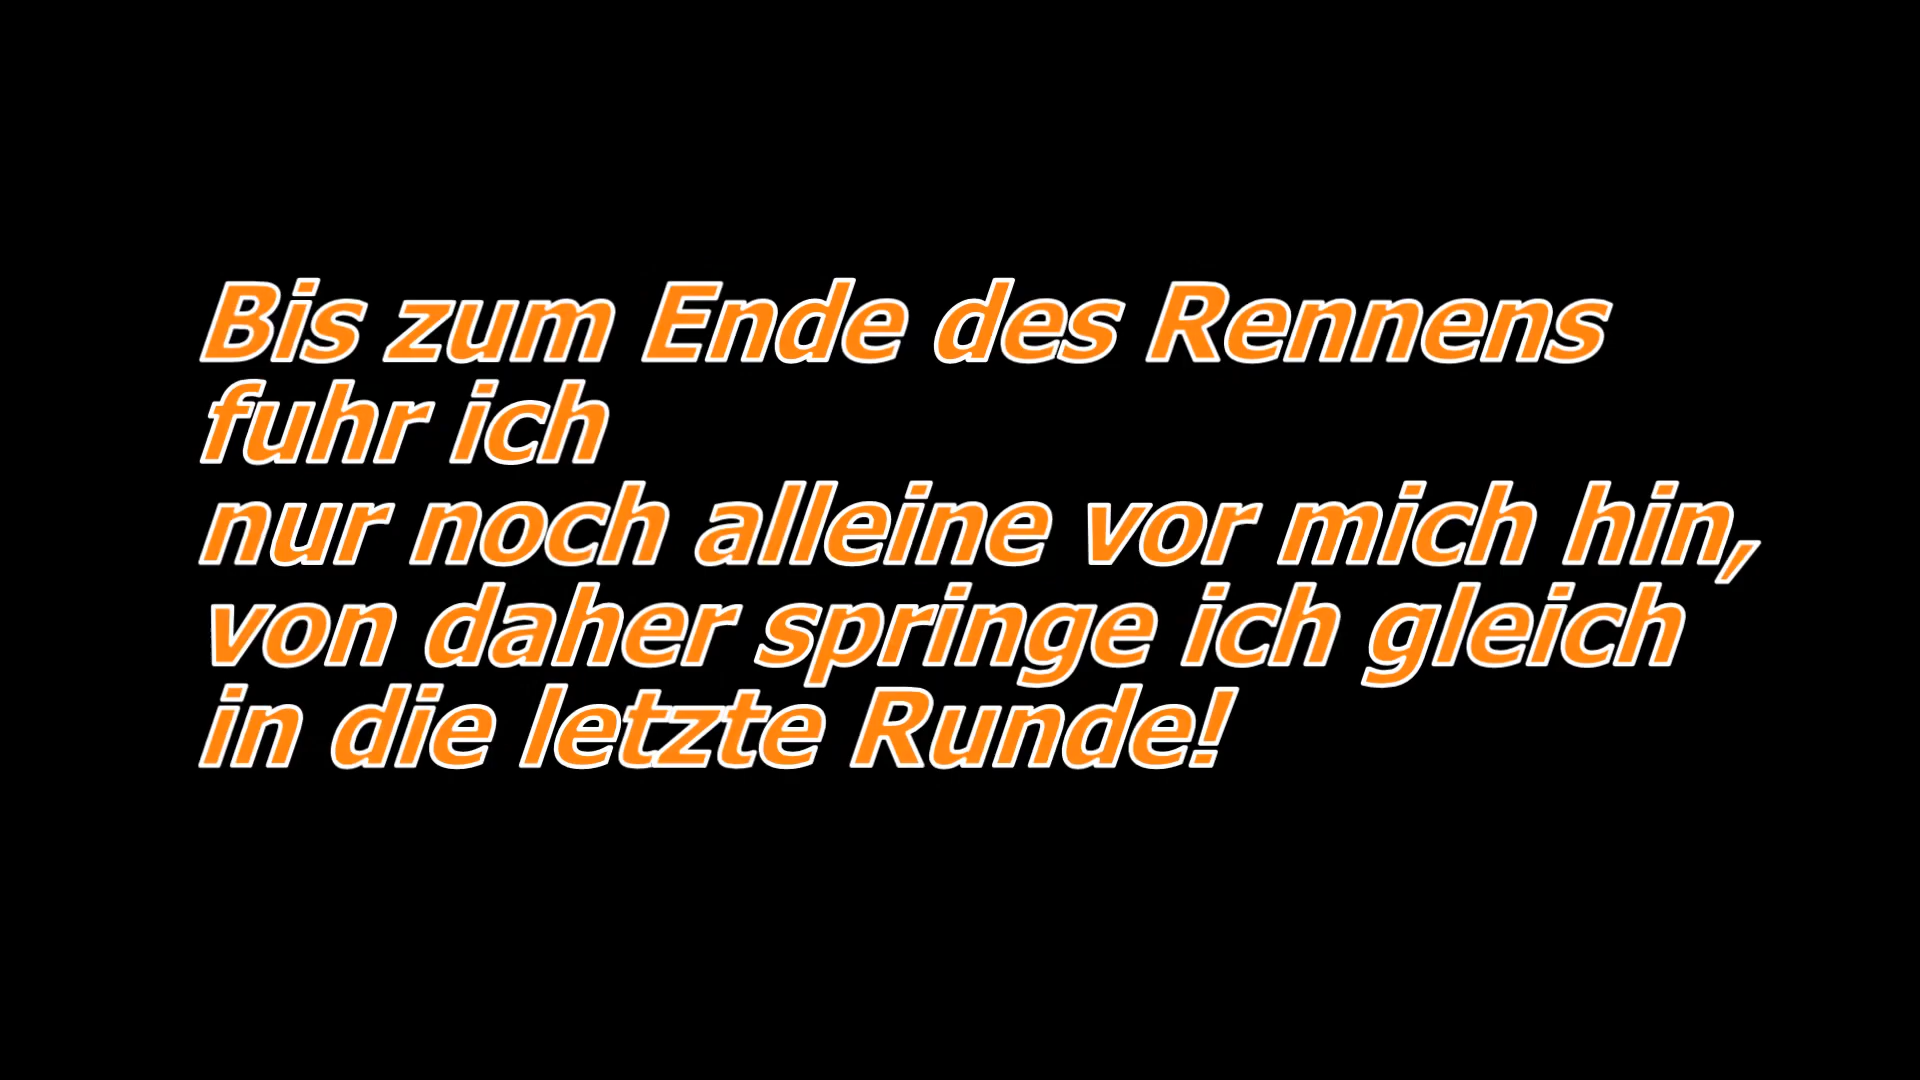 Bis zum Ende des Rennens
fuhr ich
nur noch alleine vor mich hin,
von daher springe ich gleich
in die letzte Runde!